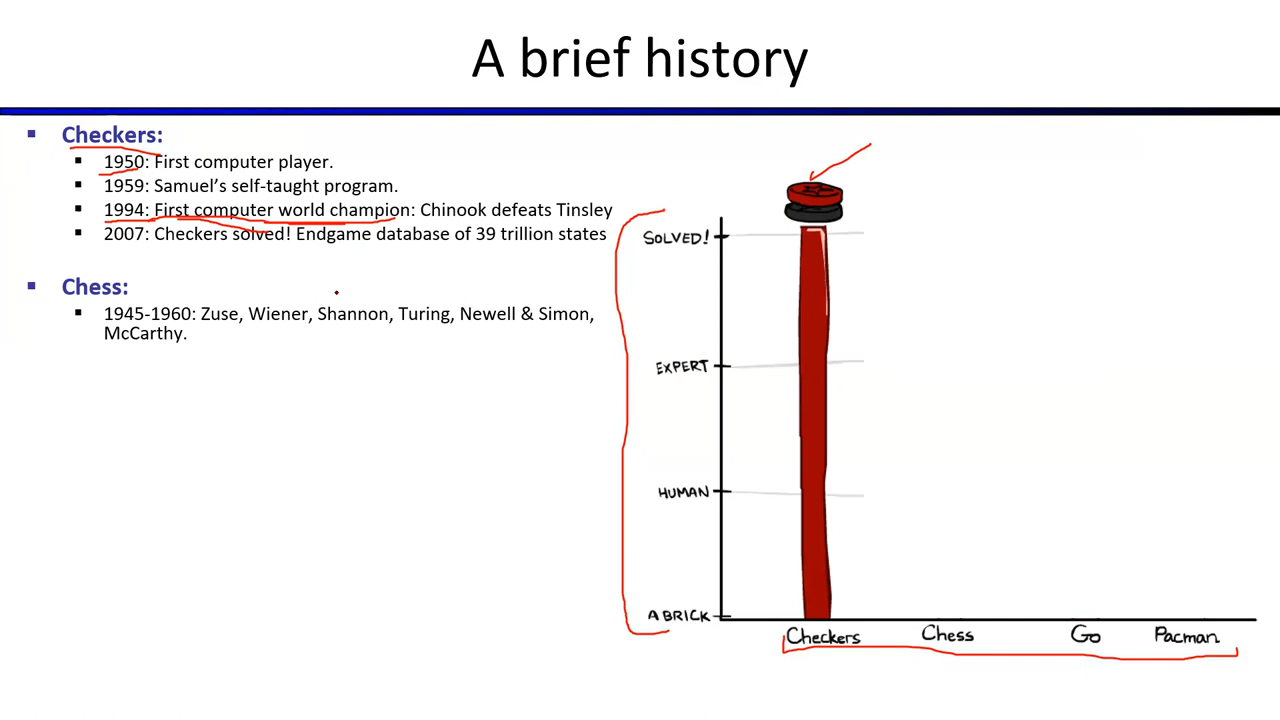 A brief history
Checkers:
1950: First computer player.
1959: Samuel's self-taught program.
1994: First computer world champion: Chinook defeats Tinsley
2007: Checkers solved! Endgame database of 39 trillion states
Chess:
1945-1960: Zuse, Wiener, Shannon, Turing, Newell & Simon,
McCarthy.
SOLVED!
EXPERT
HUMAN
A BRICK
Checkers
Chess
Go
Pacman